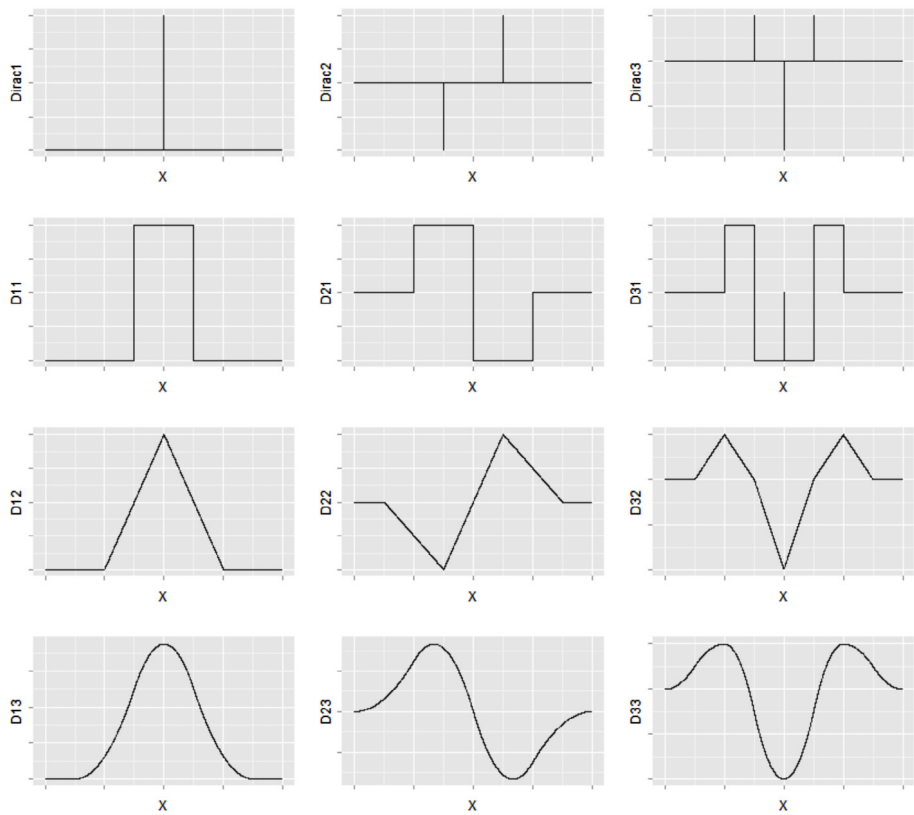 Dirac1
X
Dirac2
X
Dirac3
X
D11
X
D21
X
D31
X
D12
X
D22
X
D32
X
D13
X
D23
X
D33
X